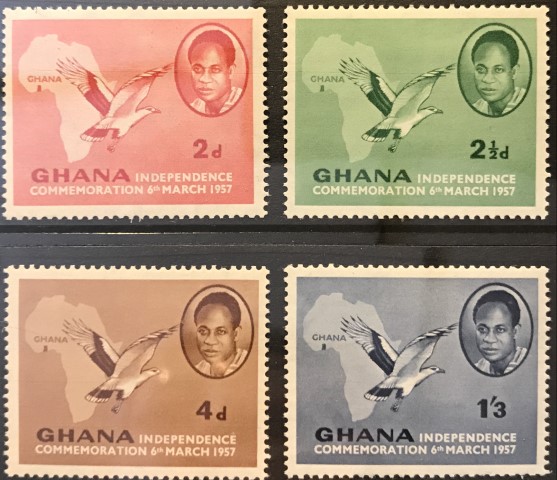 GHANA
2d
GHANA INDEPENDENCE
COMMEMORATION 6th MARCH 1957
GHANA
2½d
GHANA INDEPENDENCE
COMMEMORATION 6th MARCH 1957
GHANA
4d
GHANA INDEPENDENCE
COMMEMORATION 6th MARCH 1957
GHANA
1'3
GHANA INDEPENDENCE
COMMEMORATION 6th MARCH 1957